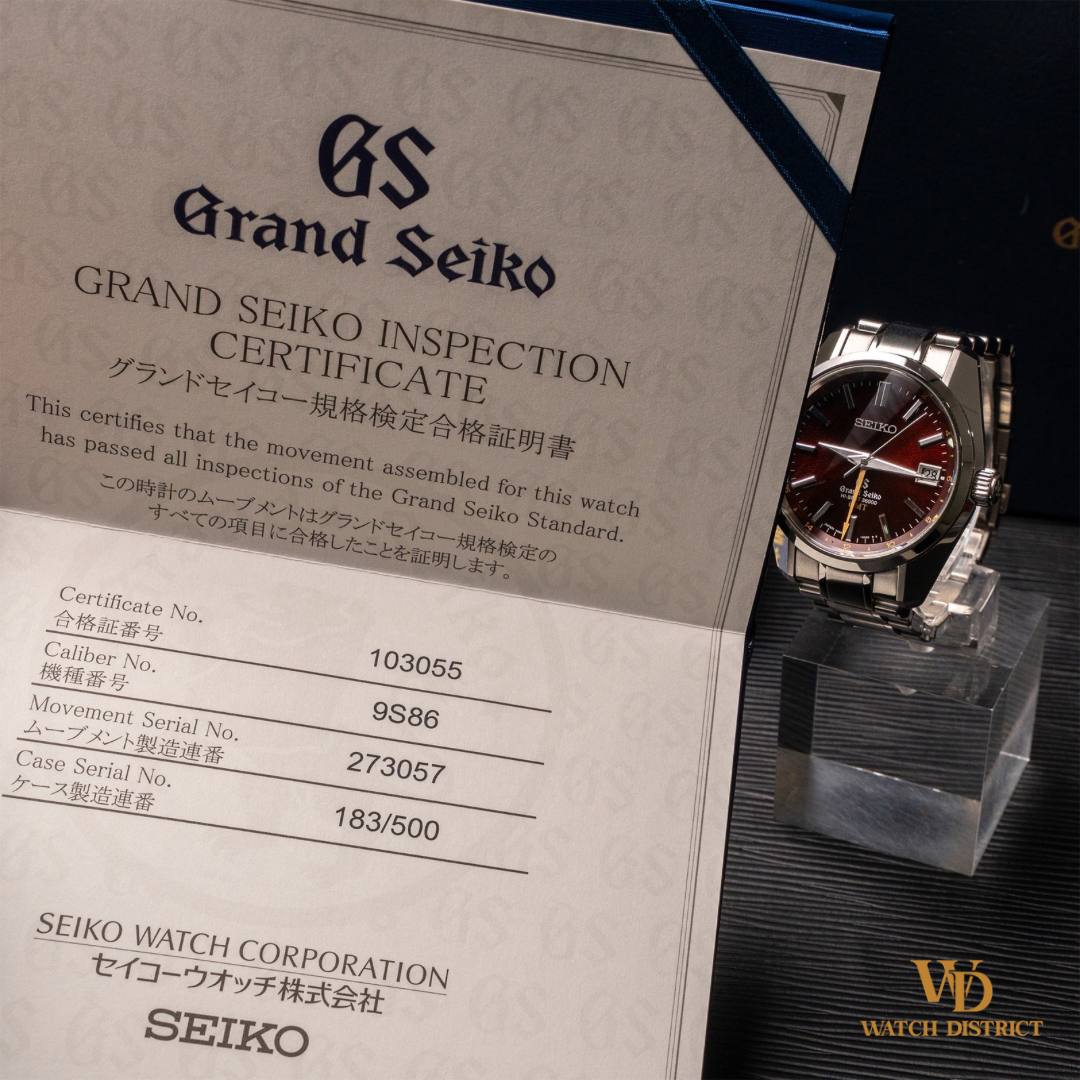 GS
Grand Seiko
GRAND SEIKO INSPECTION
CERTIFICATE
グランドセイコー規格検定合格証明書
This certifies that the movement assembled for this watch
has passed all inspections of the Grand Seiko Standard.
この時計のムーブメントはグランドセイコー規格検定の
すべての項目に合格したことを証明します。
Certificate No.
合格証番号
103055
Caliber No.
機種番号
9S86
Movement Serial No.
ムーブメント製造連番
273057
Case Serial No.
ケース製造連番
183/500
SEIKO WATCH CORPORATION
セイコーウオッチ株式会社
SEIKO
SEIKO
28
GS
Grand Seiko
WD
WATCH DISTRICT